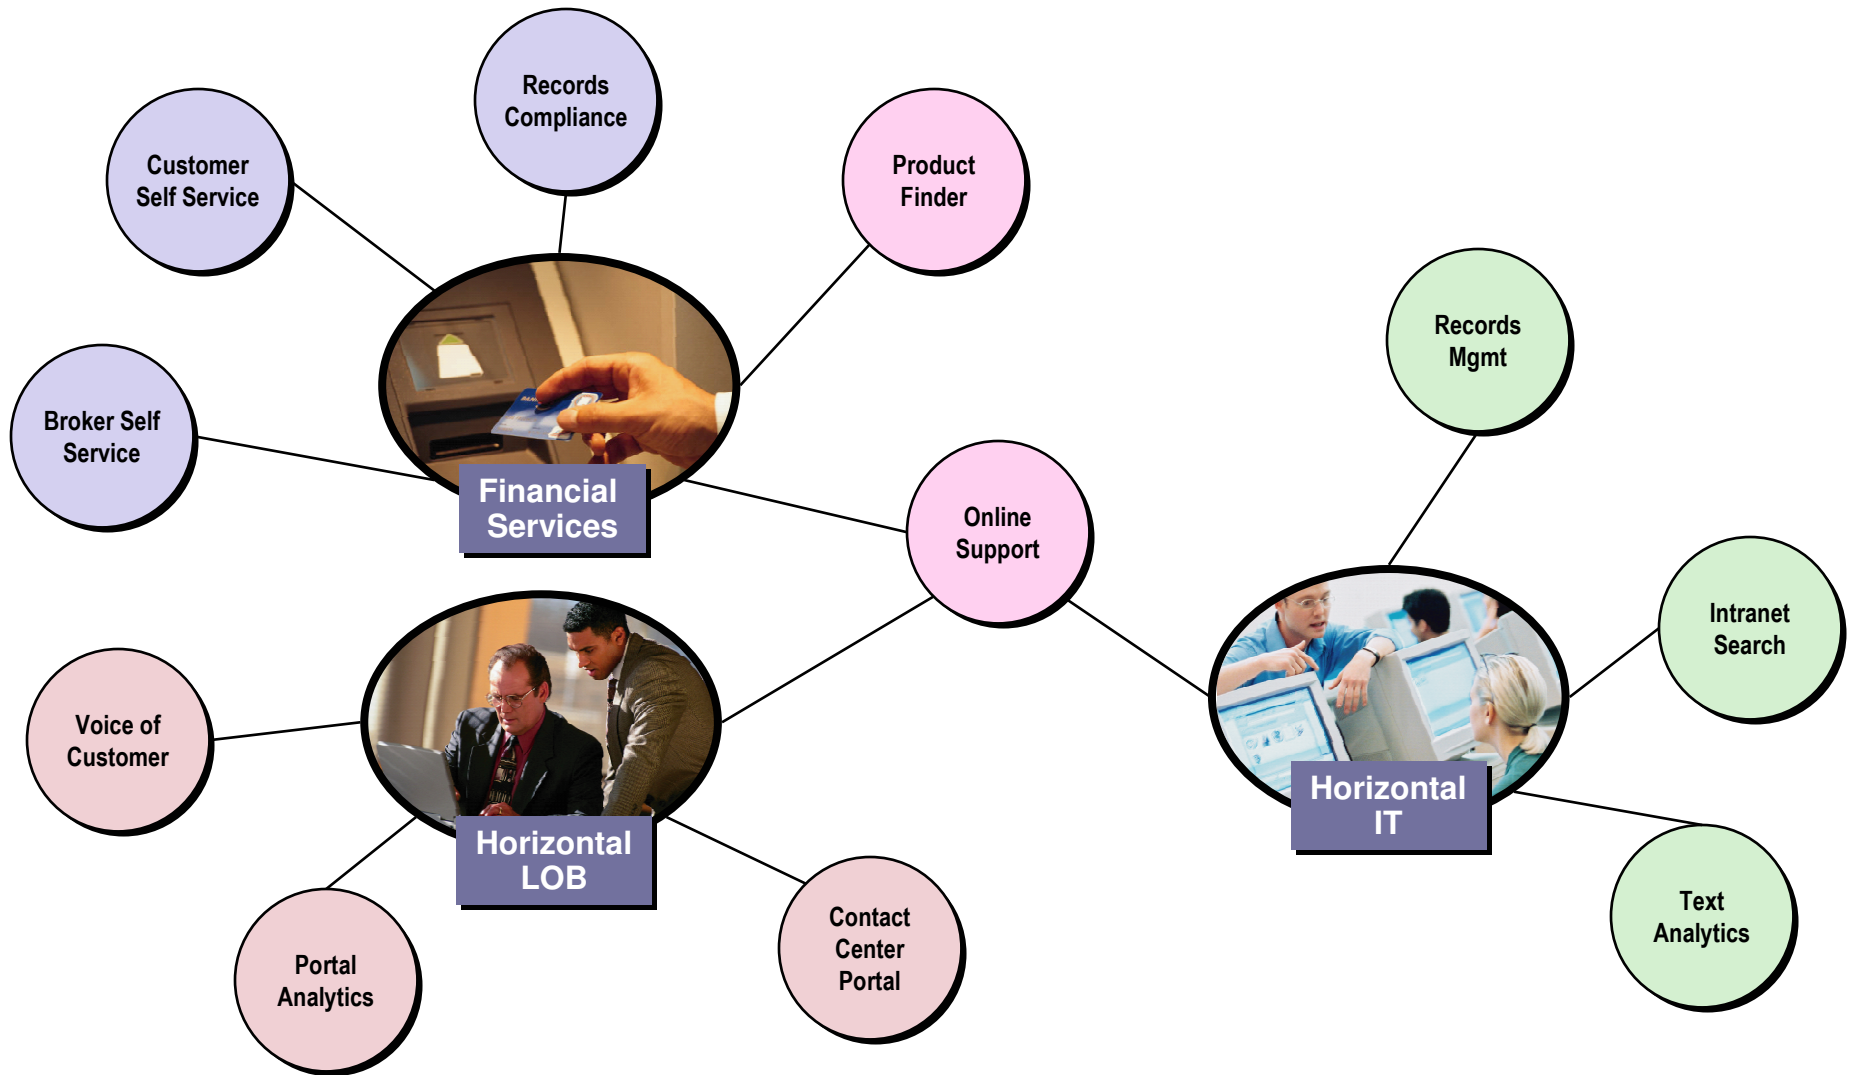 Records
Compliance
Customer
Self Service
Product
Finder
Records
Mgmt
Broker Self
Service
Financial
Services
Online
Support
Intranet
Search
Voice of
Customer
Horizontal
LOB
Horizontal
IT
Portal
Analytics
Contact
Center
Portal
Text
Analytics